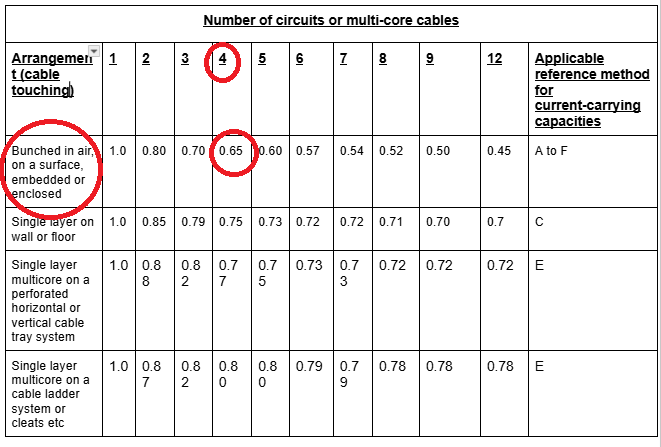 Number of circuits or multi-core cables
Arrangemen 1 2 3 4 5 6 7 8 9 12 Applicable
t (cable reference method
touching) for
current-carrying
capacities
Bunched in air, 1.0 0.80 0.70 0.65 0.60 0.57 0.54 0.52 0.50 0.45 A to F
on a surface,
embedded or
enclosed
Single layer on 1.0 0.85 0.79 0.75 0.73 0.72 0.72 0.71 0.70 0.7 C
wall or floor
Single layer 1.0 0.8 0.8 0.7 0.7 0.73 0.7 0.72 0.72 0.72 E
multicore on a 8 2 7 5 3
perforated
horizontal or
vertical cable
tray system
Single layer 1.0 0.8 0.8 0.8 0.8 0.79 0.7 0.78 0.78 0.78 E
multicore on a 7 2 0 0 9
cable ladder
system or
cleats etc